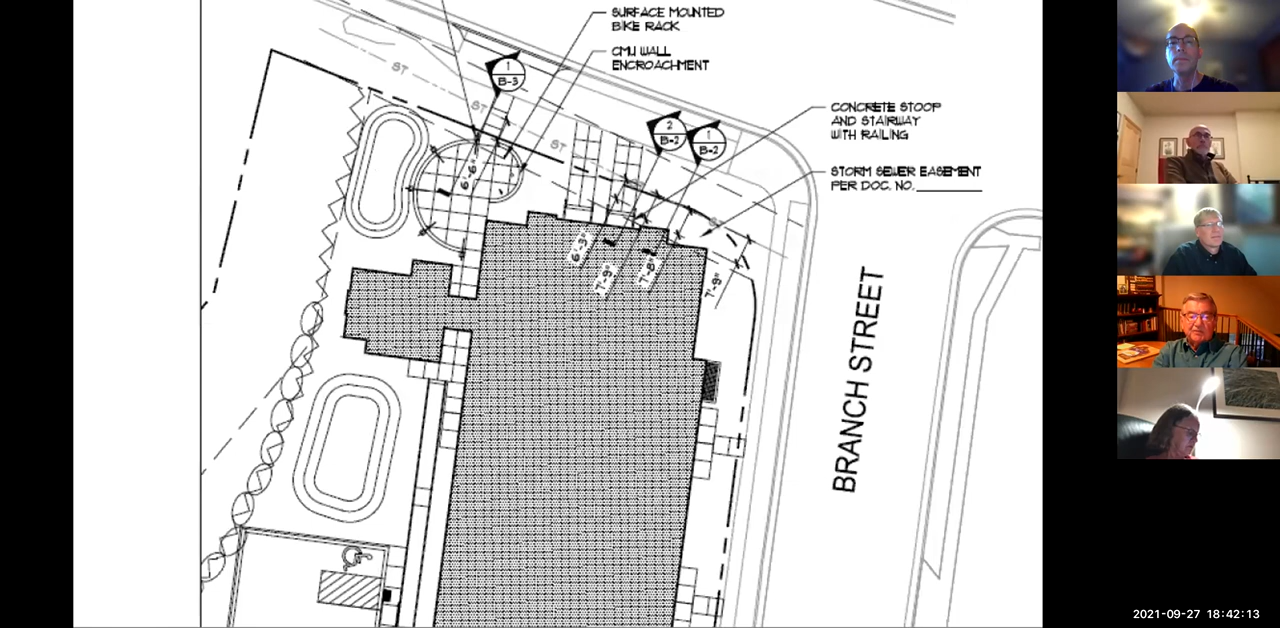 SURFACE MOUNTED
BIKE RACK
CMU WALL
ENCROACHMENT
1
B-3
ST
ST
ST
2
B-2
1
B-2
CONCRETE STOOP
AND STAIRWAY
WITH RAILING
STORM SEWER EASEMENT
PER DOC. NO.
6'-6"
ST
6'-3"
7'-9"
7'-8"
7'-9"
BRANCH STREET
2021-09-27 18:42:13